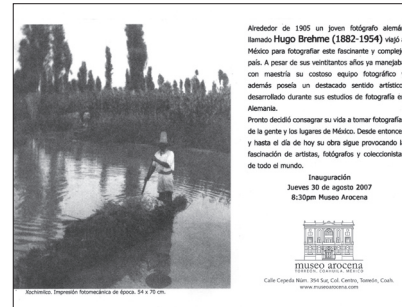 Alrededor de 1905 un joven fotógrafo alemán
llamado Hugo Brehme (1882-1954) viajó a
México para fotografiar este fascinante y complejo
país. A pesar de sus veintitantos años ya manejaba
con maestría su costoso equipo fotográfico
además poseía un destacado sentido artístico
desarrollado durante sus estudios de fotografía en
Alemania.
Pronto decidió consagrar su vida a tomar fotografías
de la gente y los lugares de México. Desde entonces
y hasta el día de hoy su obra sigue provocando la
fascinación de artistas, fotógrafos y coleccionistas
de todo el mundo.
Inauguración
Jueves 30 de agosto 2007
8:30pm Museo Arocena
museo arocena
TORREÓN, COAHUILA, MÉXICO
Calle Cepeda Núm. 354 Sur, Col. Centro, Torreón, Coah.
www.museoarocena.com
Xochimilco. Impresión fotomecánica de época. 54 x 70 cm.